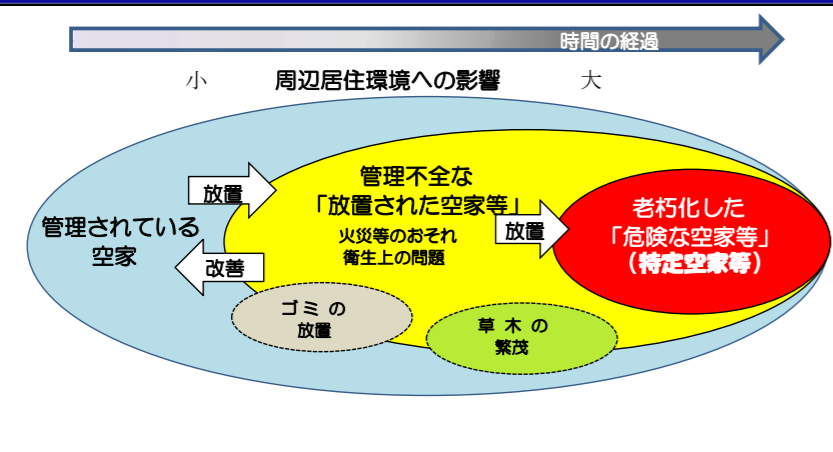 時間の経過
小 周辺居住環境への影響 大
管理されている
空家
放置
改善
管理不全な
「放置された空家等」
火災等のおそれ
衛生上の問題
放置
老朽化した
「危険な空家等」
(特定空家等)
ゴミ の
放置
草 木 の
繁茂